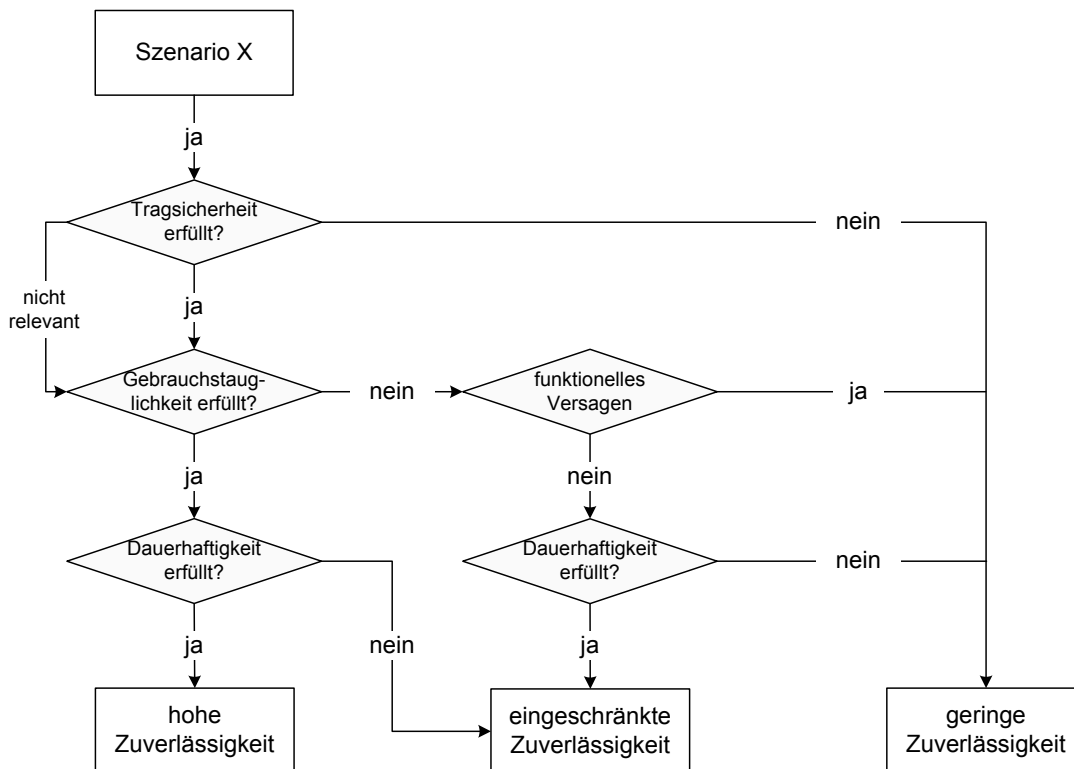 Szenario X
ja
Tragsicherheit
erfüllt?
nein
nicht
relevant
ja
Gebrauchstaug-
lichkeit erfüllt?
nein
funktionelles
Versagen
ja
ja
nein
Dauerhaftigkeit
erfüllt?
Dauerhaftigkeit
erfüllt?
nein
ja
nein
ja
hohe
Zuverlässigkeit
eingeschränkte
Zuverlässigkeit
geringe
Zuverlässigkeit